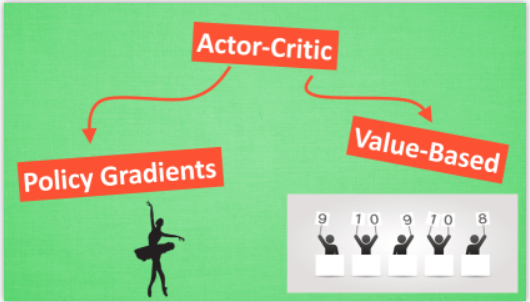 Actor-Critic
Policy Gradients
Value-Based
9 10 9 10 8